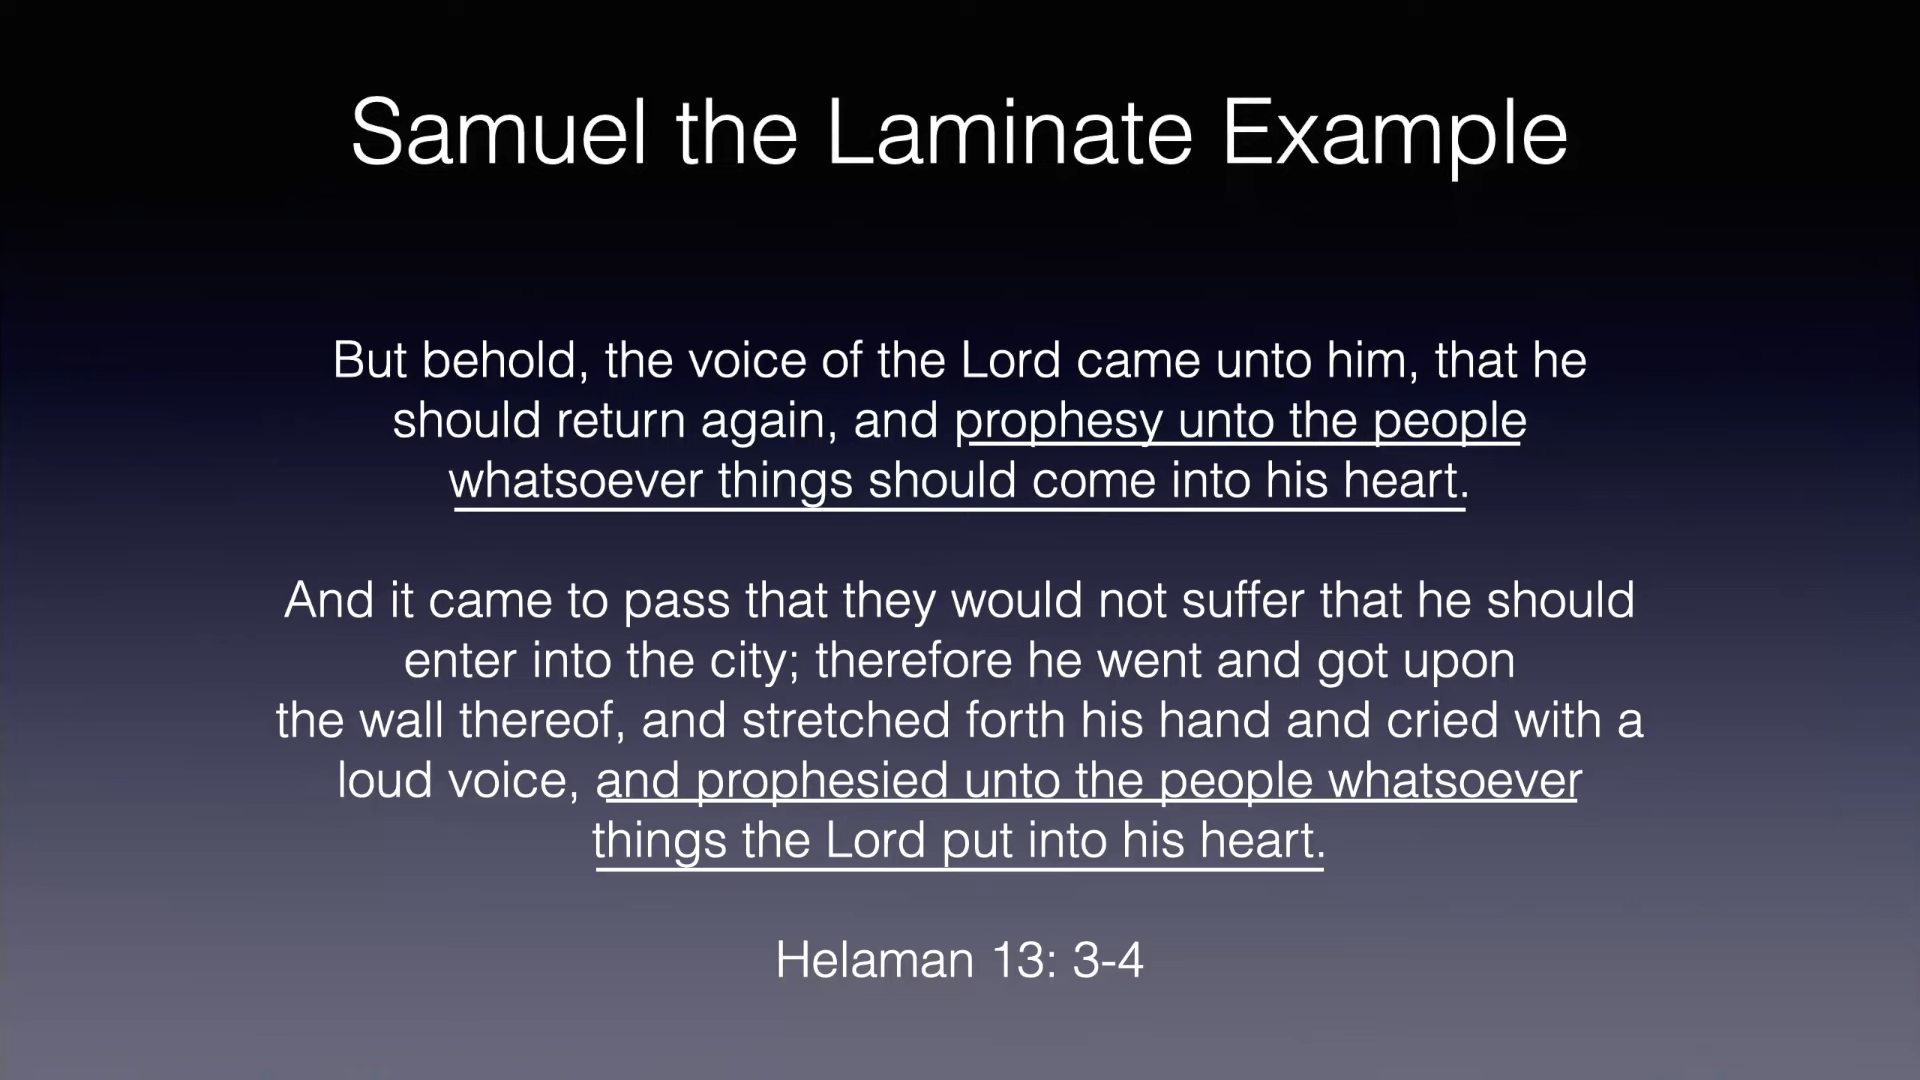 Samuel the Laminate Example
But behold, the voice of the Lord came unto him, that he
should return again, and prophesy unto the people
whatsoever things should come into his heart.
And it came to pass that they would not suffer that he should
enter into the city; therefore he went and got upon
the wall thereof, and stretched forth his hand and cried with a
loud voice, and prophesied unto the people whatsoever
things the Lord put into his heart.
Helaman 13: 3-4